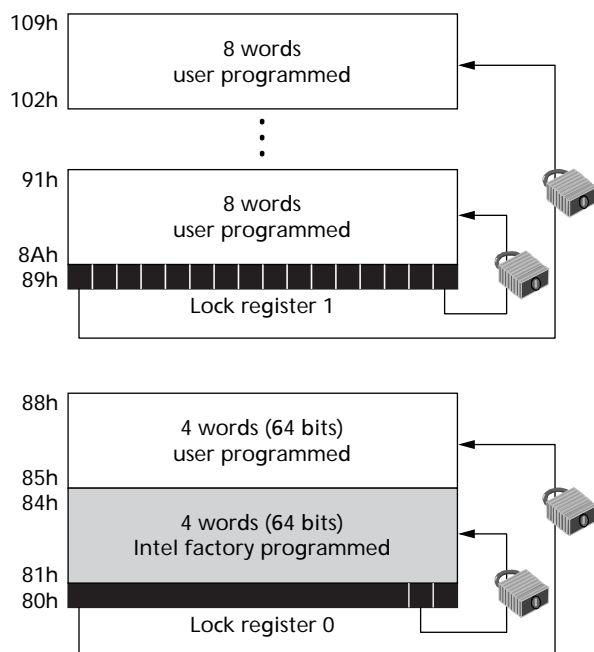 109h
8 words
user programmed
102h
91h
8 words
user programmed
8Ah
89h
Lock register 1
88h
4 words (64 bits)
user programmed
85h
84h
4 words (64 bits)
Intel factory programmed
81h
80h
Lock register 0